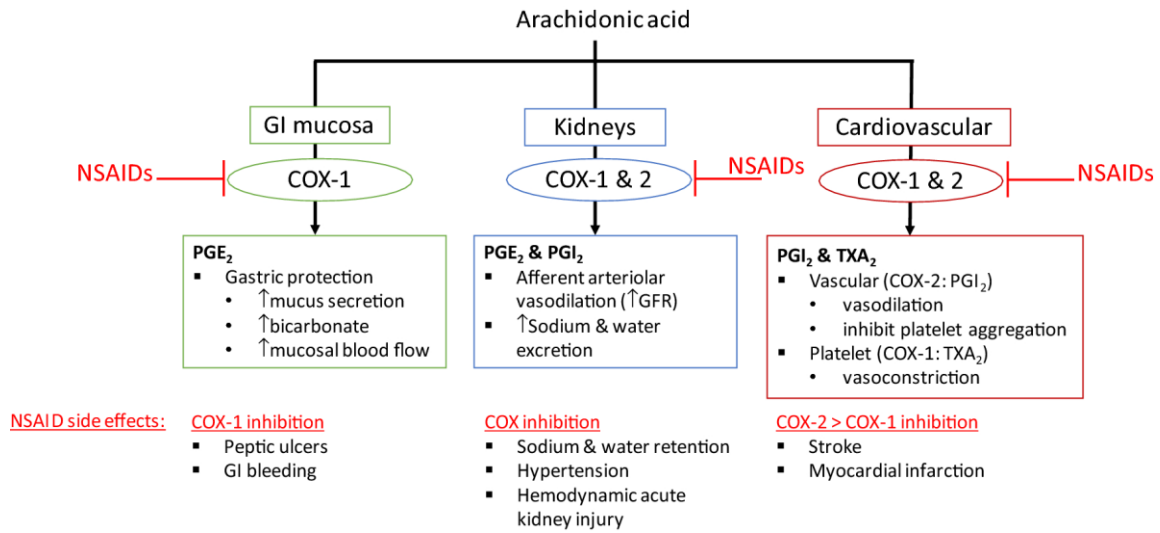 Arachidonic acid
GI mucosa
Kidneys
Cardiovascular
NSAIDs
COX-1
COX-1 & 2
NSAIDs
COX-1 & 2
NSAIDs
PGE₂
▪ Gastric protection
• ↑mucus secretion
• ↑bicarbonate
• ↑mucosal blood flow
PGE₂ & PGI₂
▪ Afferent arteriolar
vasodilation (↑GFR)
▪ ↑Sodium & water
excretion
PGI₂ & TXA₂
▪ Vascular (COX-2: PGI₂)
• vasodilation
• inhibit platelet aggregation
▪ Platelet (COX-1: TXA₂)
• vasoconstriction
NSAID side effects:
COX-1 inhibition
▪ Peptic ulcers
▪ GI bleeding
COX inhibition
▪ Sodium & water retention
▪ Hypertension
▪ Hemodynamic acute
kidney injury
COX-2 > COX-1 inhibition
▪ Stroke
▪ Myocardial infarction